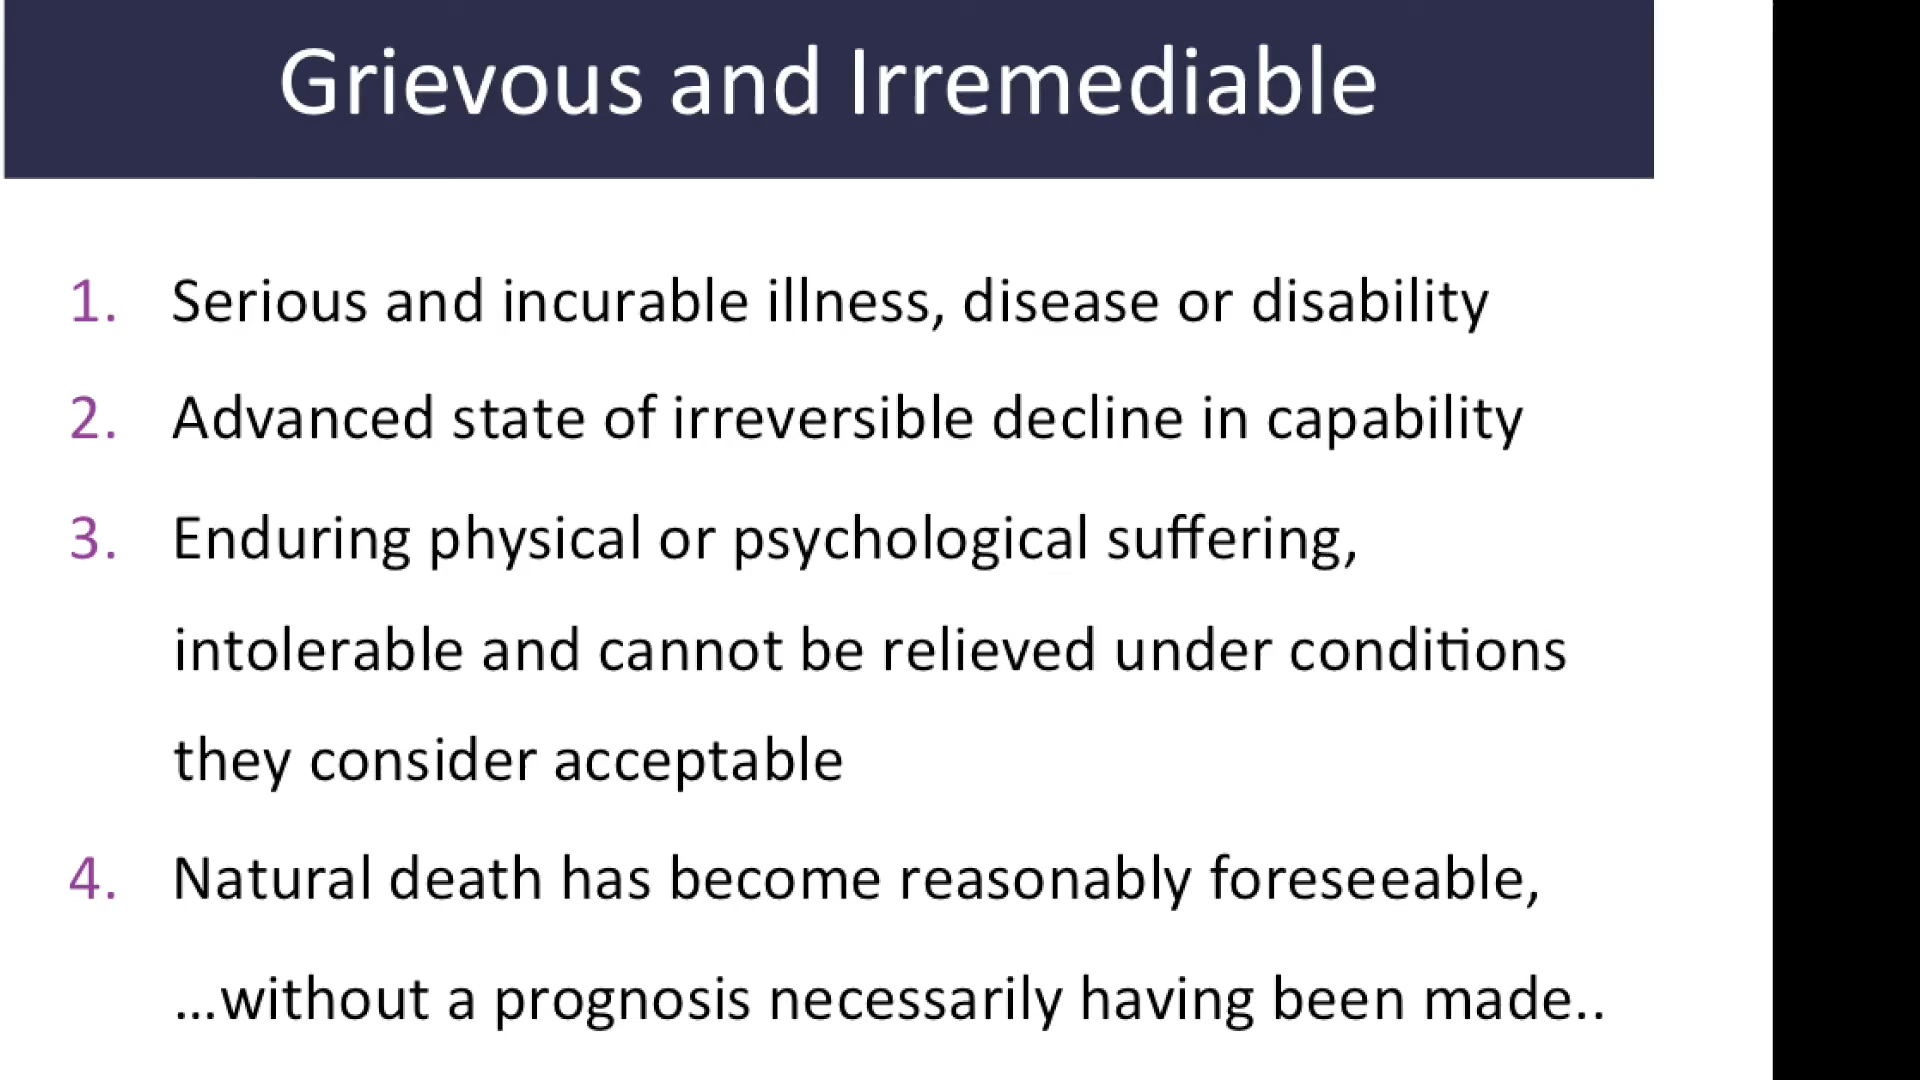 Grievous and Irremediable
1. Serious and incurable illness, disease or disability
2. Advanced state of irreversible decline in capability
3. Enduring physical or psychological suffering,
intolerable and cannot be relieved under conditions
they consider acceptable
4. Natural death has become reasonably foreseeable,
...without a prognosis necessarily having been made..